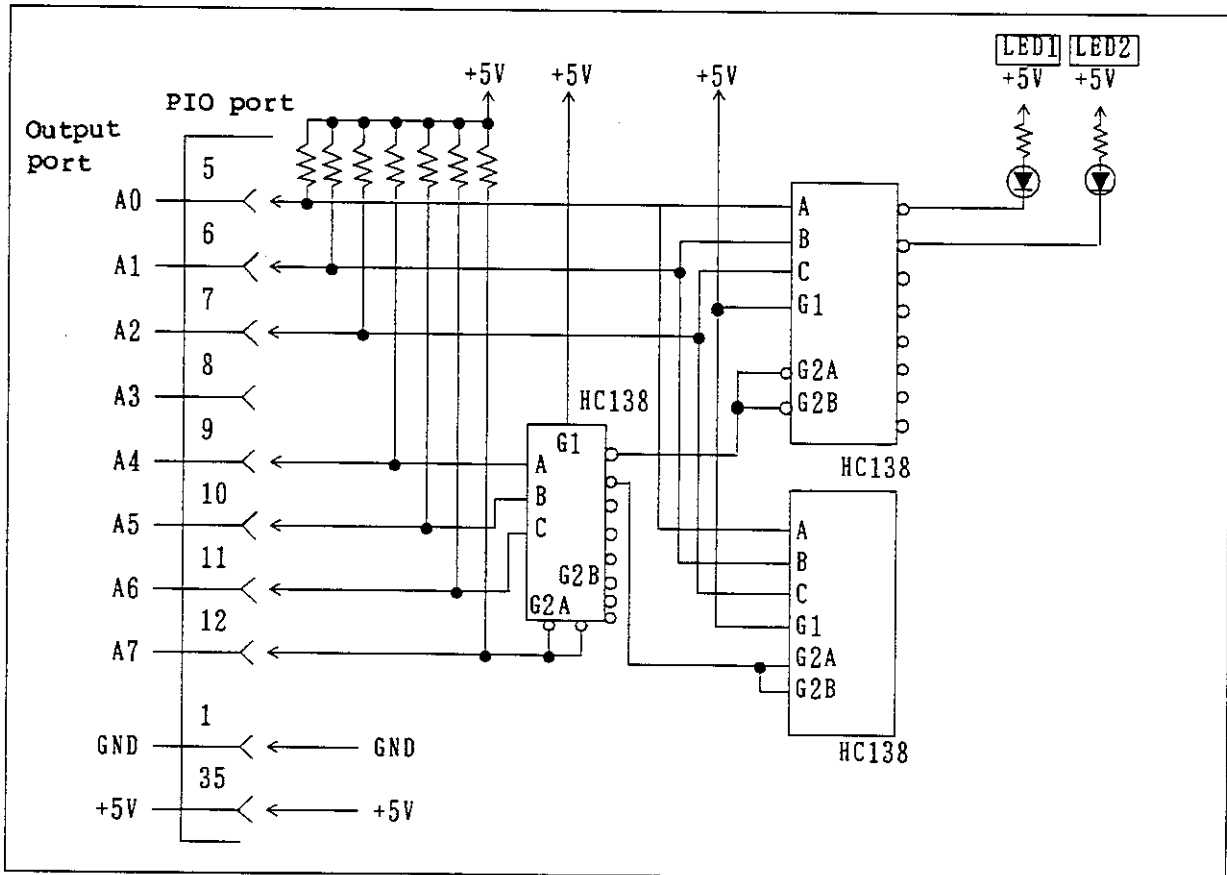 LED1 LED2
+5V +5V
+5V +5V +5V
PIO port
Output
port
5
A0
6
A1
7
A2
8
A3
9
A4
10
A5
11
A6
12
A7
1
GND GND
35
+5V +5V
HC138
G1
A
B
C
G2B
G2A
A
B
C
G1
G2A
G2B
HC138
A
B
C
G1
G2A
G2B
HC138